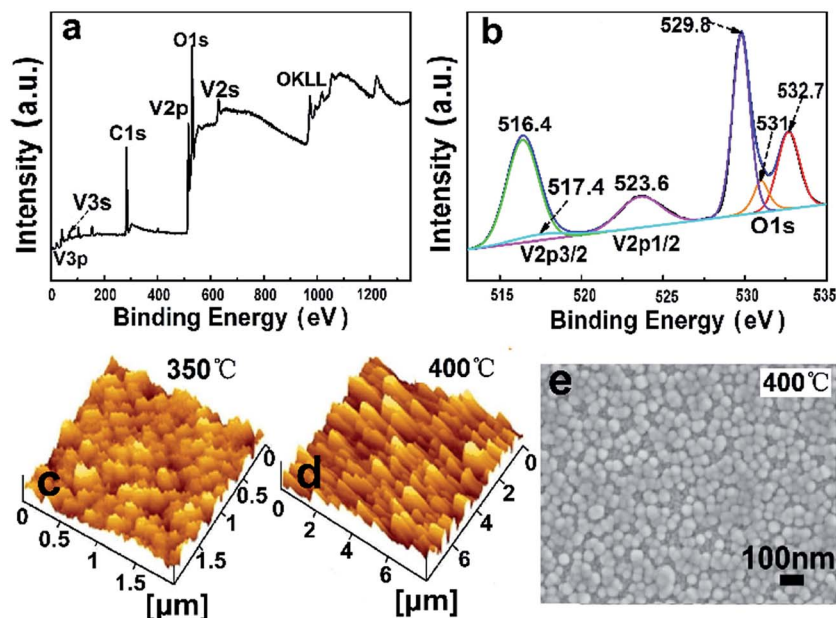 a
O1s
V2p
V2s
OKLL
C1s
V3s
V3p
Intensity (a.u.)
0 200 400 600 800 1000 1200
Binding Energy (eV)
b
529.8
532.7
531
516.4
517.4
523.6
V2p3/2
V2p1/2
O1s
Intensity (a.u.)
515 520 525 530 535
Binding Energy (eV)
350℃
c
0
0.5
1
1.5
0
0.5
1
1.5
[µm]
400℃
d
0
2
4
6
0
2
4
6
[µm]
e
400℃
100nm